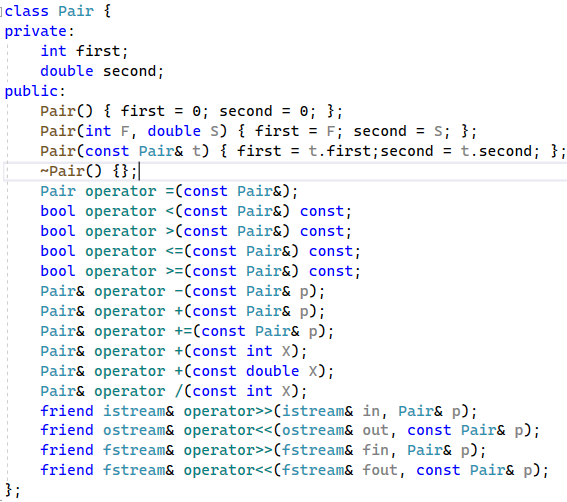 class Pair {
private:
    int first;
    double second;
public:
    Pair() { first = 0; second = 0; };
    Pair(int F, double S) { first = F; second = S; };
    Pair(const Pair& t) { first = t.first;second = t.second; };
    ~Pair() {};
    Pair operator =(const Pair&);
    bool operator <(const Pair&) const;
    bool operator >(const Pair&) const;
    bool operator <=(const Pair&) const;
    bool operator >=(const Pair&) const;
    Pair& operator -(const Pair& p);
    Pair& operator +(const Pair& p);
    Pair& operator +=(const Pair& p);
    Pair& operator +(const int X);
    Pair& operator +(const double X);
    Pair& operator /(const int X);
    friend istream& operator>>(istream& in, Pair& p);
    friend ostream& operator<<(ostream& out, const Pair& p);
    friend fstream& operator>>(fstream& fin, Pair& p);
    friend fstream& operator<<(fstream& fout, const Pair& p);
};